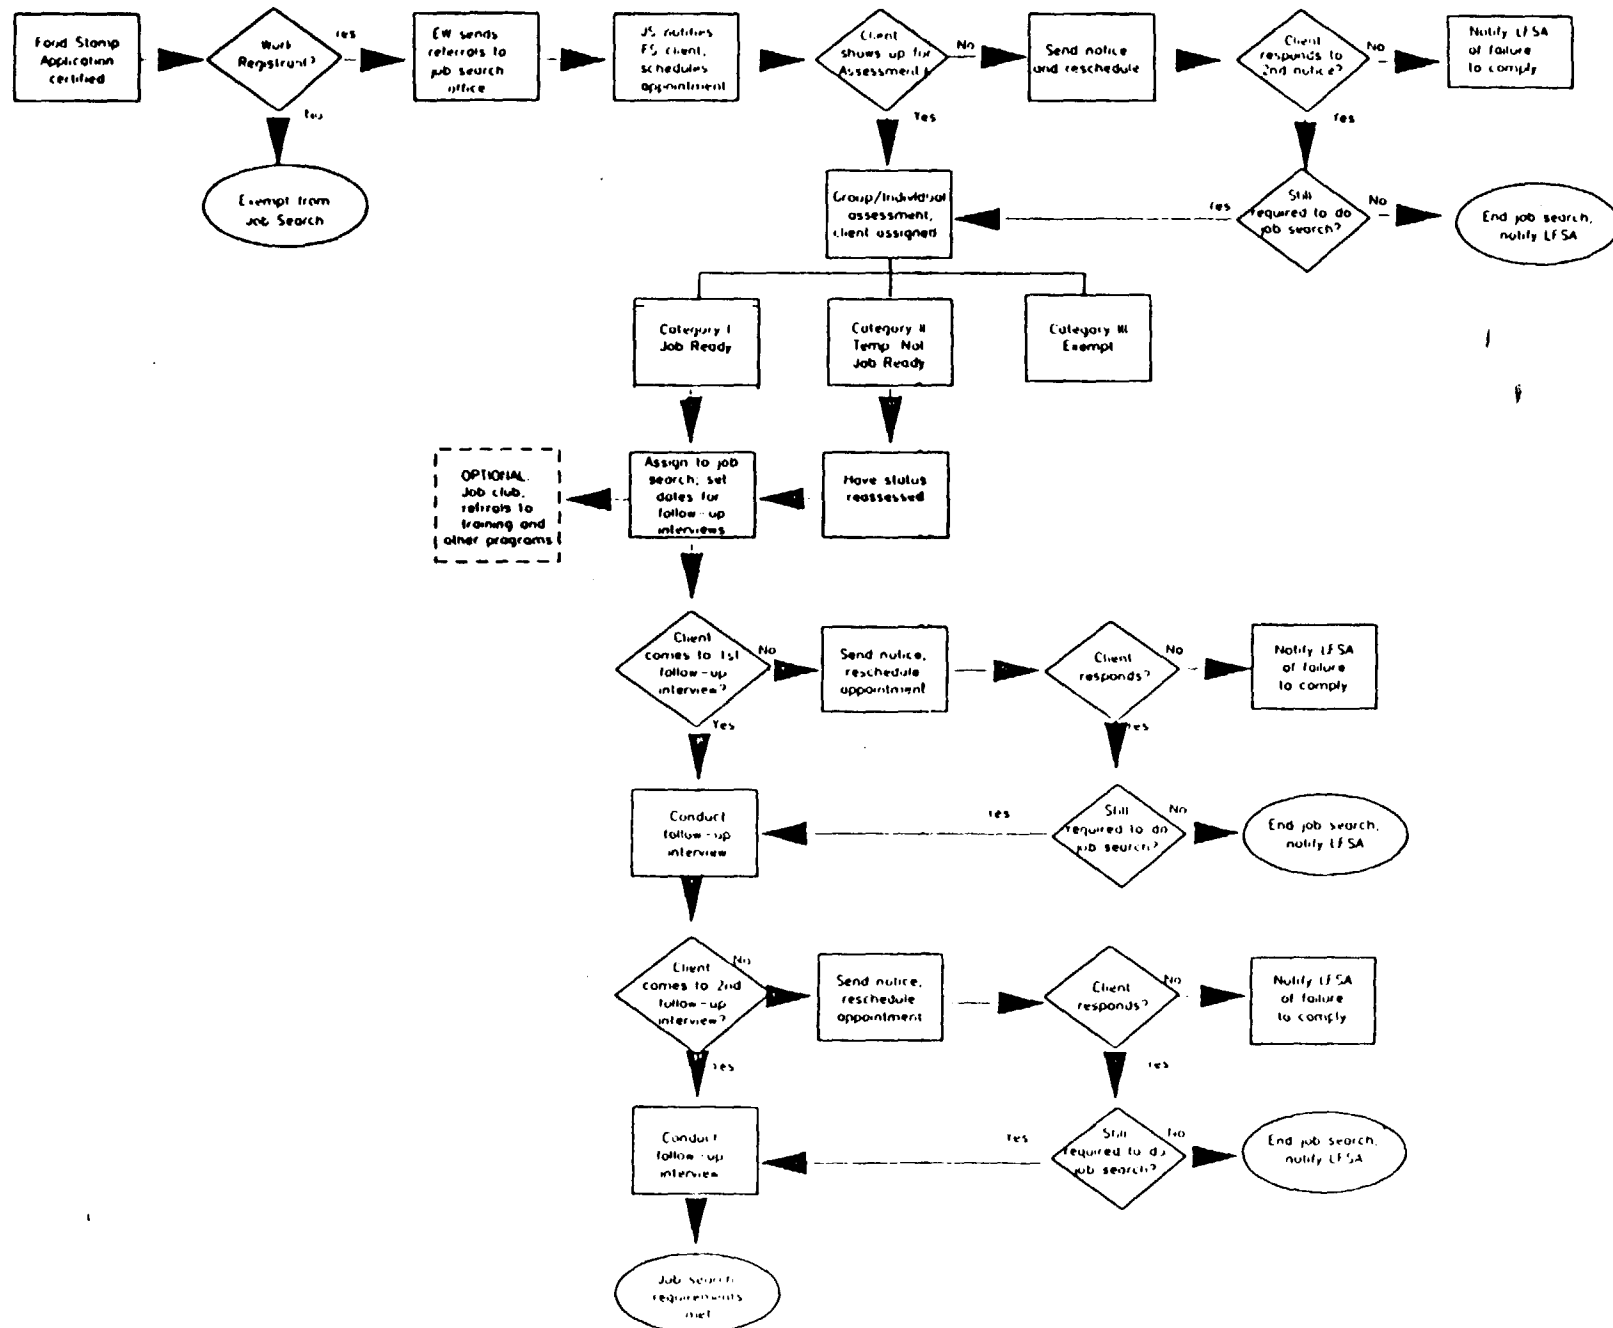 Food Stamp
Application
certified
Work
Registrant?
Yes
No
Exempt from
Job Search
EW sends
referrals to
job search
office
JS notifies
FS client,
schedules
appointment
Client
shows up for
Assessment?
No
Yes
Send notice
and reschedule
Client
responds to
2nd notice?
No
Notify LFSA
of failure
to comply
Yes
Still
required to do
job search?
No
End job search,
notify LFSA
Yes
Group/Individual
assessment,
client assigned
Category I
Job Ready
Category II
Temp. Not
Job Ready
Category III
Exempt
OPTIONAL.
Job club,
referrals to
training and
other programs
Assign to job
search; set
dates for
follow-up
interviews
Have status
reassessed
Client
comes to 1st
follow-up
interview?
No
Yes
Send notice,
reschedule
appointment
Client
responds?
No
Notify LFSA
of failure
to comply
Yes
Conduct
follow-up
interview
Yes
Still
required to do
job search?
No
End job search,
notify LFSA
Client
comes to 2nd
follow-up
interview?
No
Yes
Send notice,
reschedule
appointment
Client
responds?
No
Notify LFSA
of failure
to comply
Yes
Conduct
follow-up
interview
Yes
Still
required to do
job search?
No
End job search,
notify LFSA
Job search
requirements
met